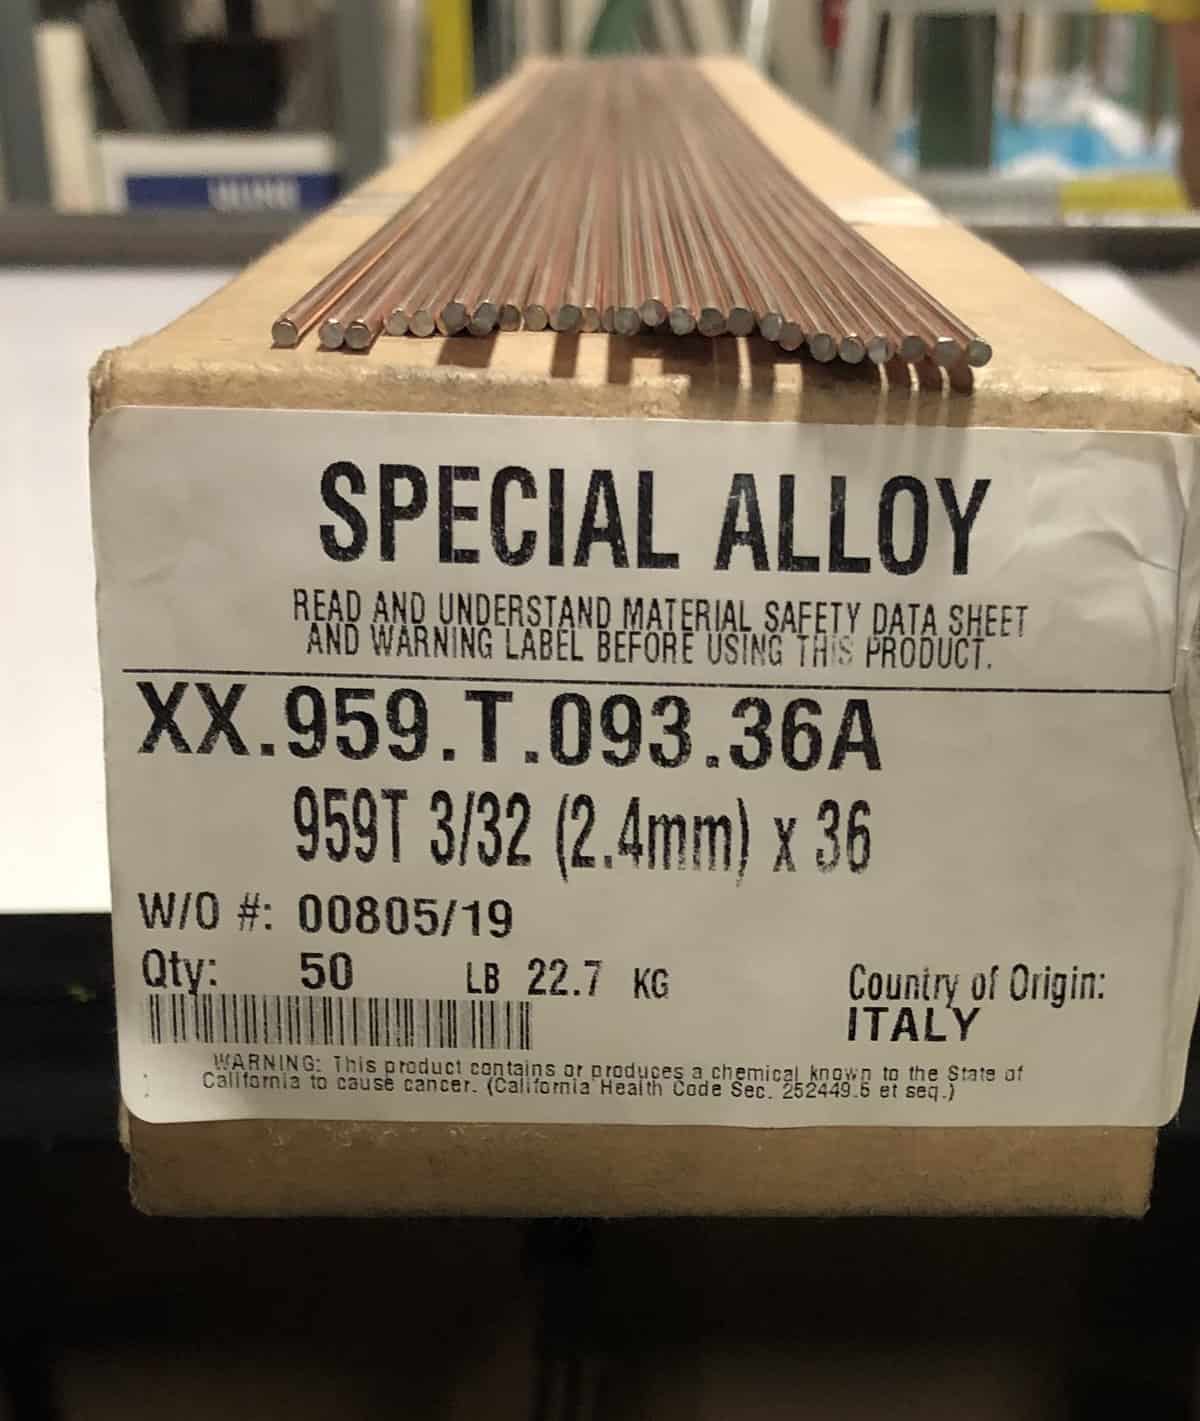 SPECIAL ALLOY
READ AND UNDERSTAND MATERIAL SAFETY DATA SHEET
AND WARNING LABEL BEFORE USING THIS PRODUCT.
XX.959.T.093.36A
959T 3/32 (2.4mm) x 36
W/O #: 00805/19
Qty: 50 LB 22.7 KG
Country of Origin:
ITALY
WARNING: This product contains or produces a chemical known to the State of
California to cause cancer. (California Health Code Sec. 252449.6 et seq.)